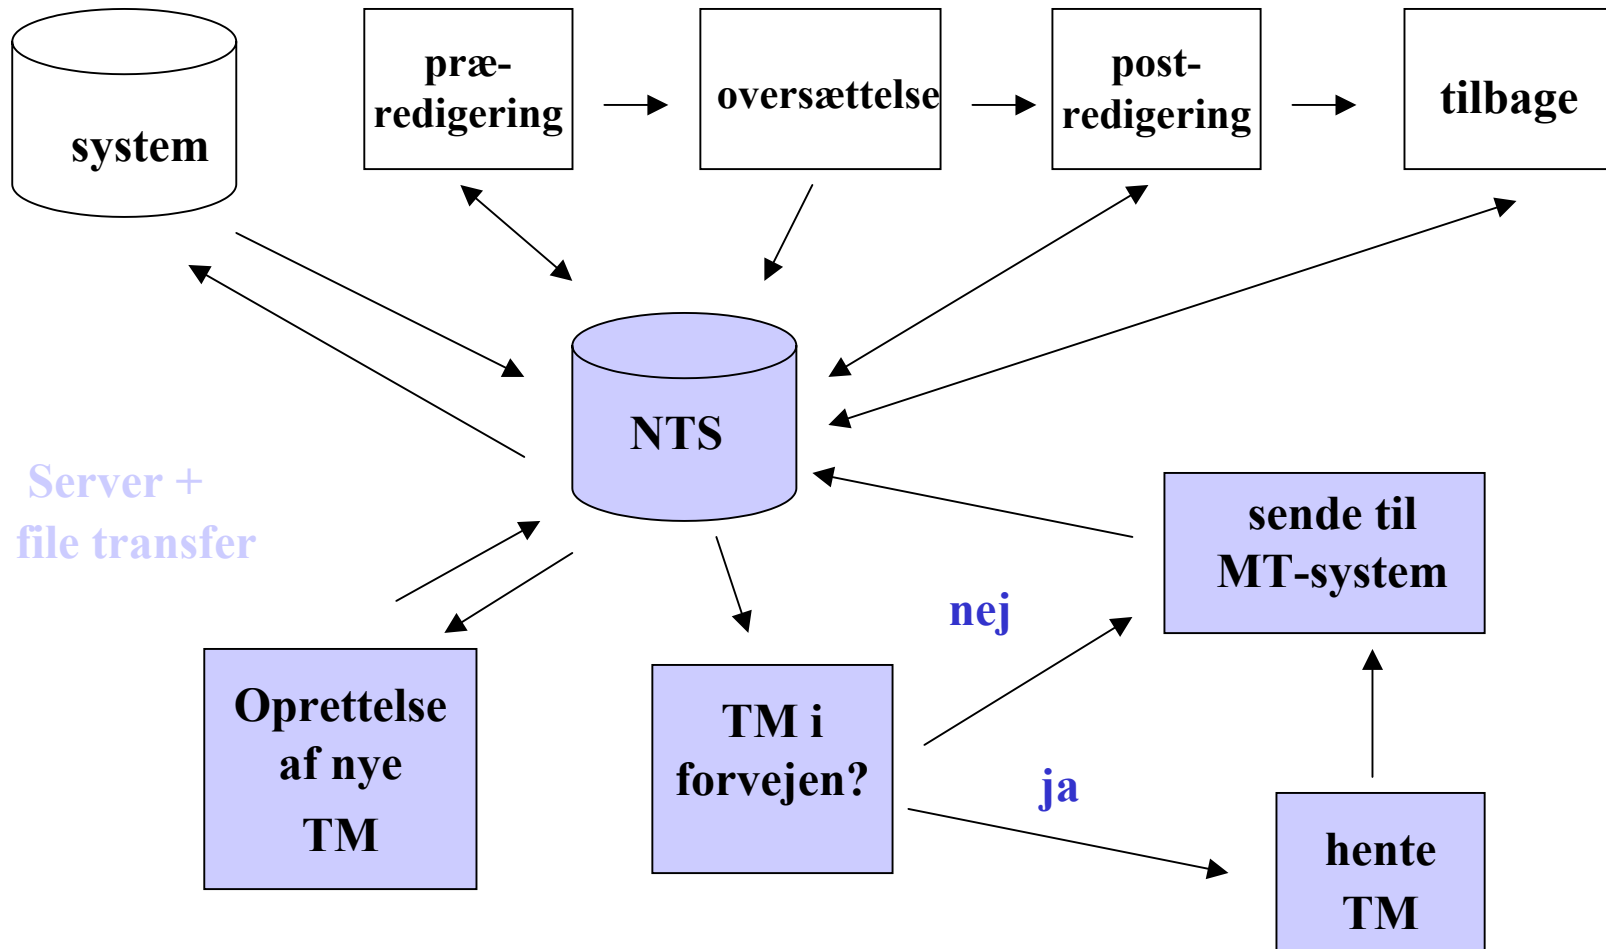 system
præ-
redigering
oversættelse
post-
redigering
tilbage
NTS
Server +
file transfer
sende til
MT-system
nej
Oprettelse
af nye
TM
TM i
forvejen?
ja
hente
TM